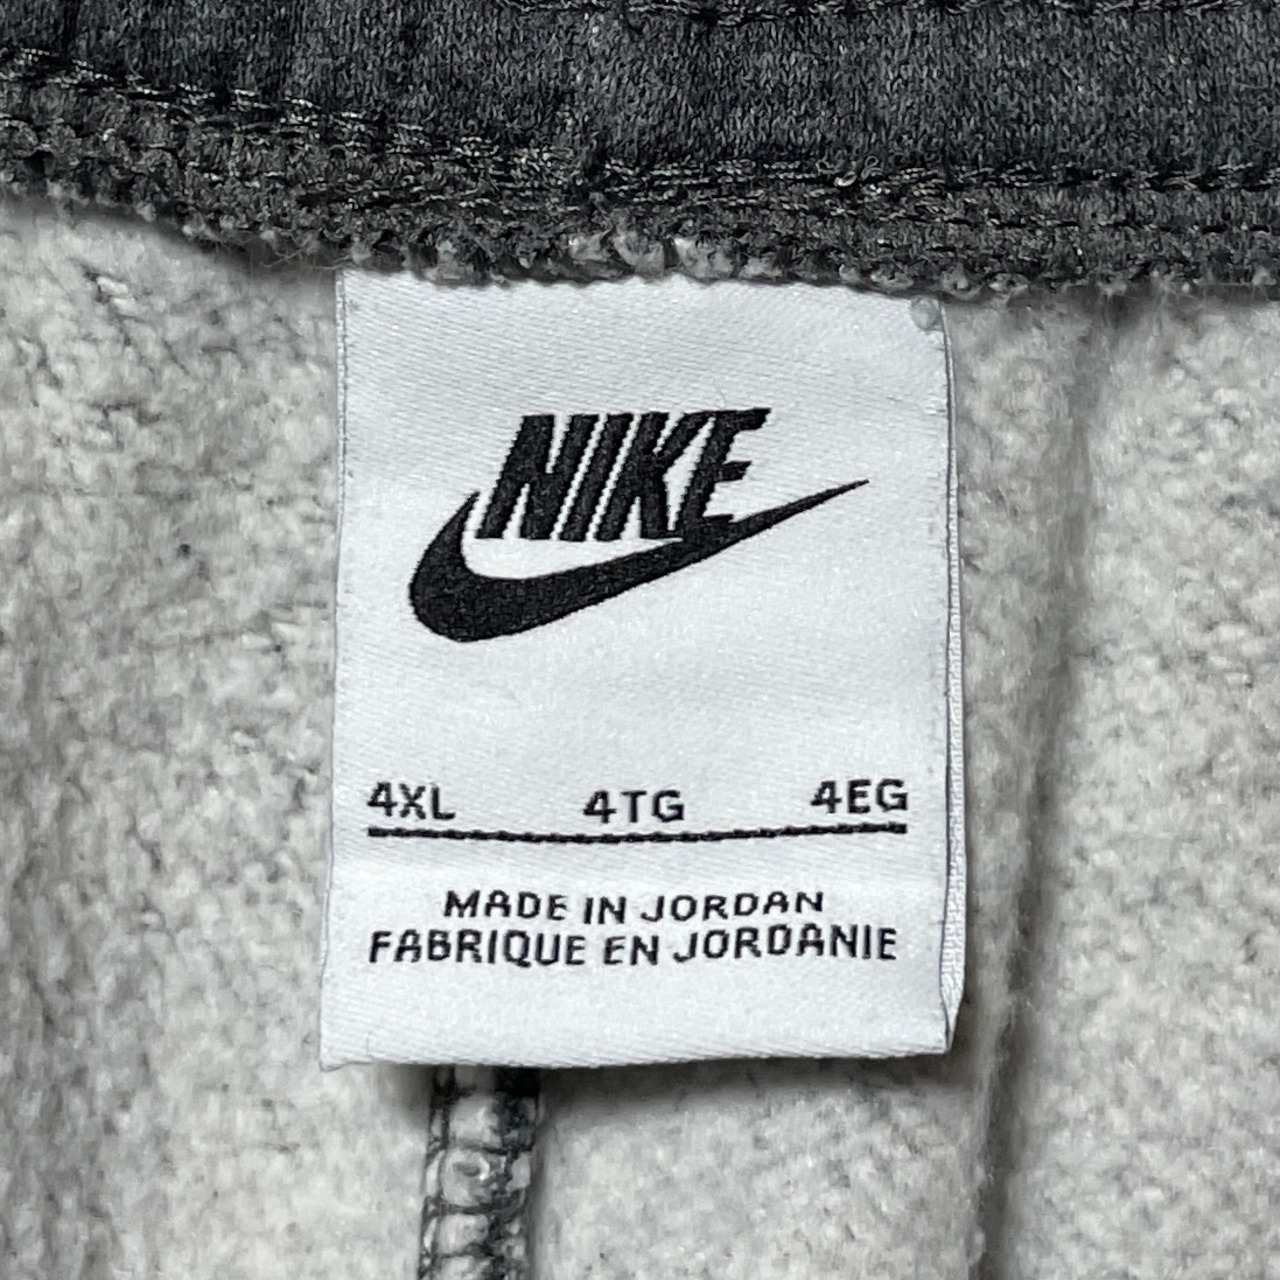 NIKE
4XL 4TG 4EG
MADE IN JORDAN
FABRIQUE EN JORDANIE